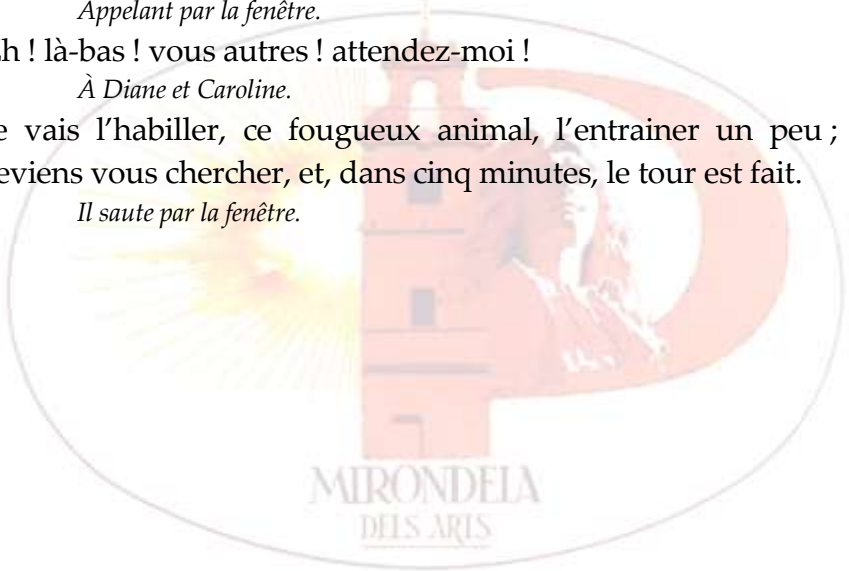 Appelant par la fenêtre.
h ! là-bas ! vous autres ! attendez-moi !
À Diane et Caroline.
e vais l'habiller, ce fougueux animal, l'entrainer un peu ;
eviens vous chercher, et, dans cinq minutes, le tour est fait.
Il saute par la fenêtre.
MIRONDELA
DELS ARTS